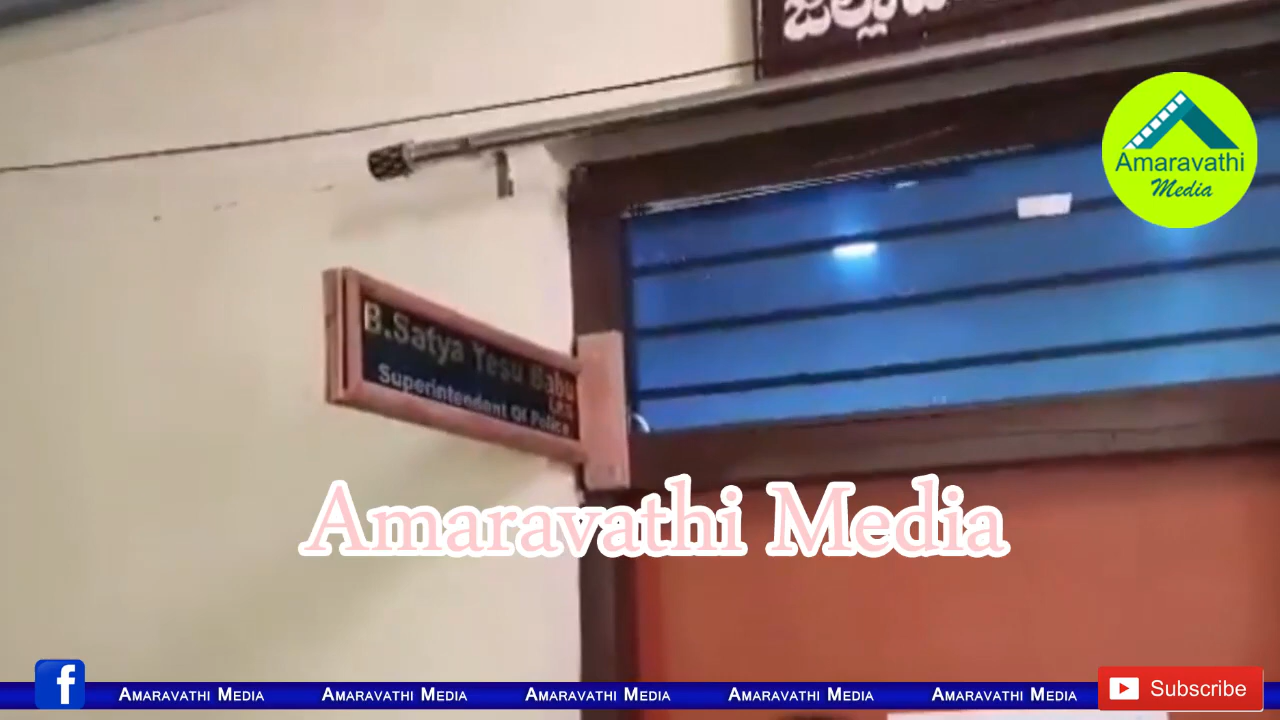 జిల్లా
Amaravathi
Media
B.Satya Yesu Babu
I.P.S
Superintendent Of Police
Amaravathi Media
f AMARAVATHI MEDIA AMARAVATHI MEDIA AMARAVATHI MEDIA AMARAVATHI MEDIA AMARAVATHI MEDIA Subscribe